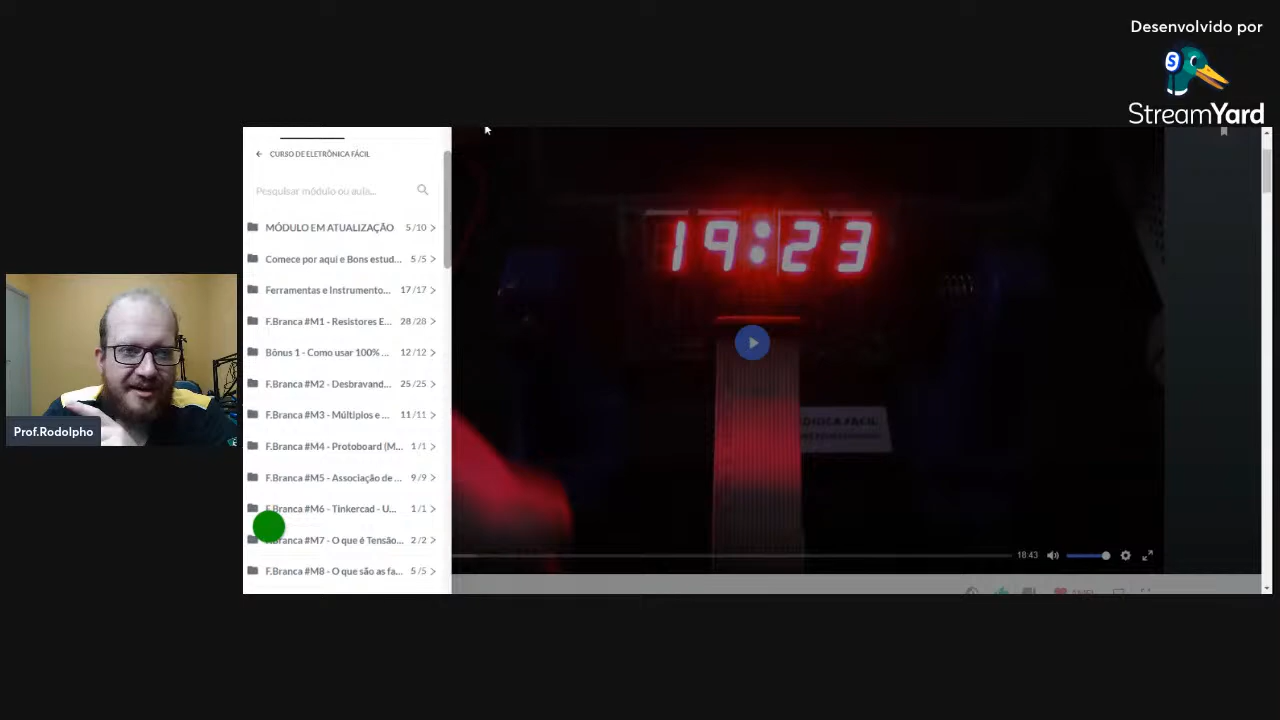 Desenvolvido por
StreamYard
CURSO DE ELETRÔNICA FÁCIL
Pesquisar módulo ou aula...
MÓDULO EM ATUALIZAÇÃO 5/10
Comece por aqui e Bons estud... 5/5
Ferramentas e Instrumento... 17/17
F.Branca #M1 - Resistores E... 28/28
Bônus 1 - Como usar 100% ... 12/12
F.Branca #M2 - Desbravand... 25/25
F.Branca #M3 - Múltiplos e ... 11/11
F.Branca #M4 - Protoboard (M... 1/1
F.Branca #M5 - Associação de ... 9/9
F.Branca #M6 - Tinkercad - U... 1/1
F.Branca #M7 - O que é Tensão... 2/2
F.Branca #M8 - O que são as fa... 5/5
19:23
18:43
Prof.Rodolpho